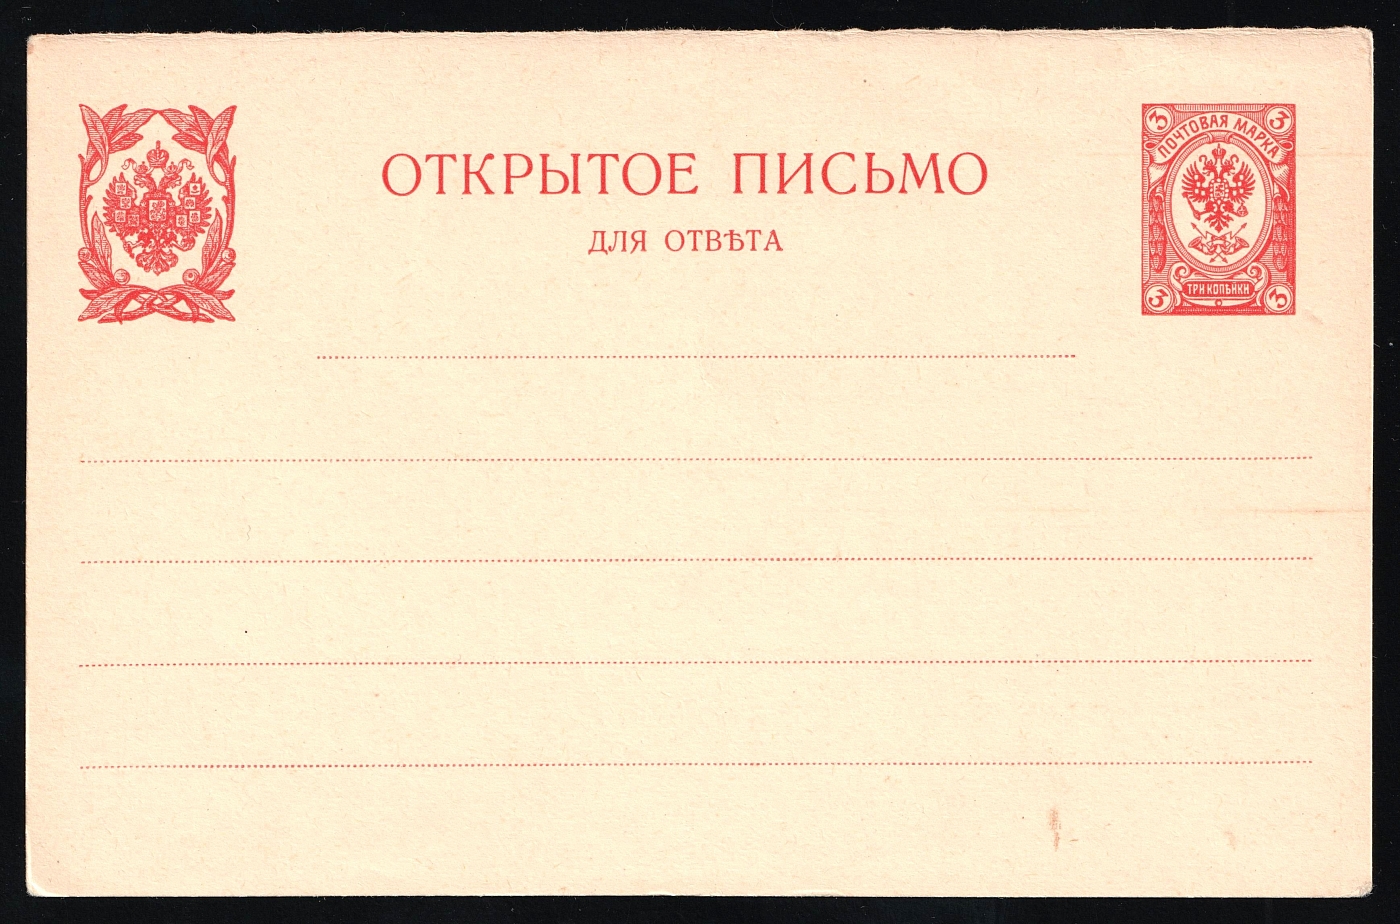 ОТКРЫТОЕ ПИСЬМО
ДЛЯ ОТВѢТА
3 3
ПОЧТОВАЯ МАРКА
ТРИ КОПѢЙКИ
3 3